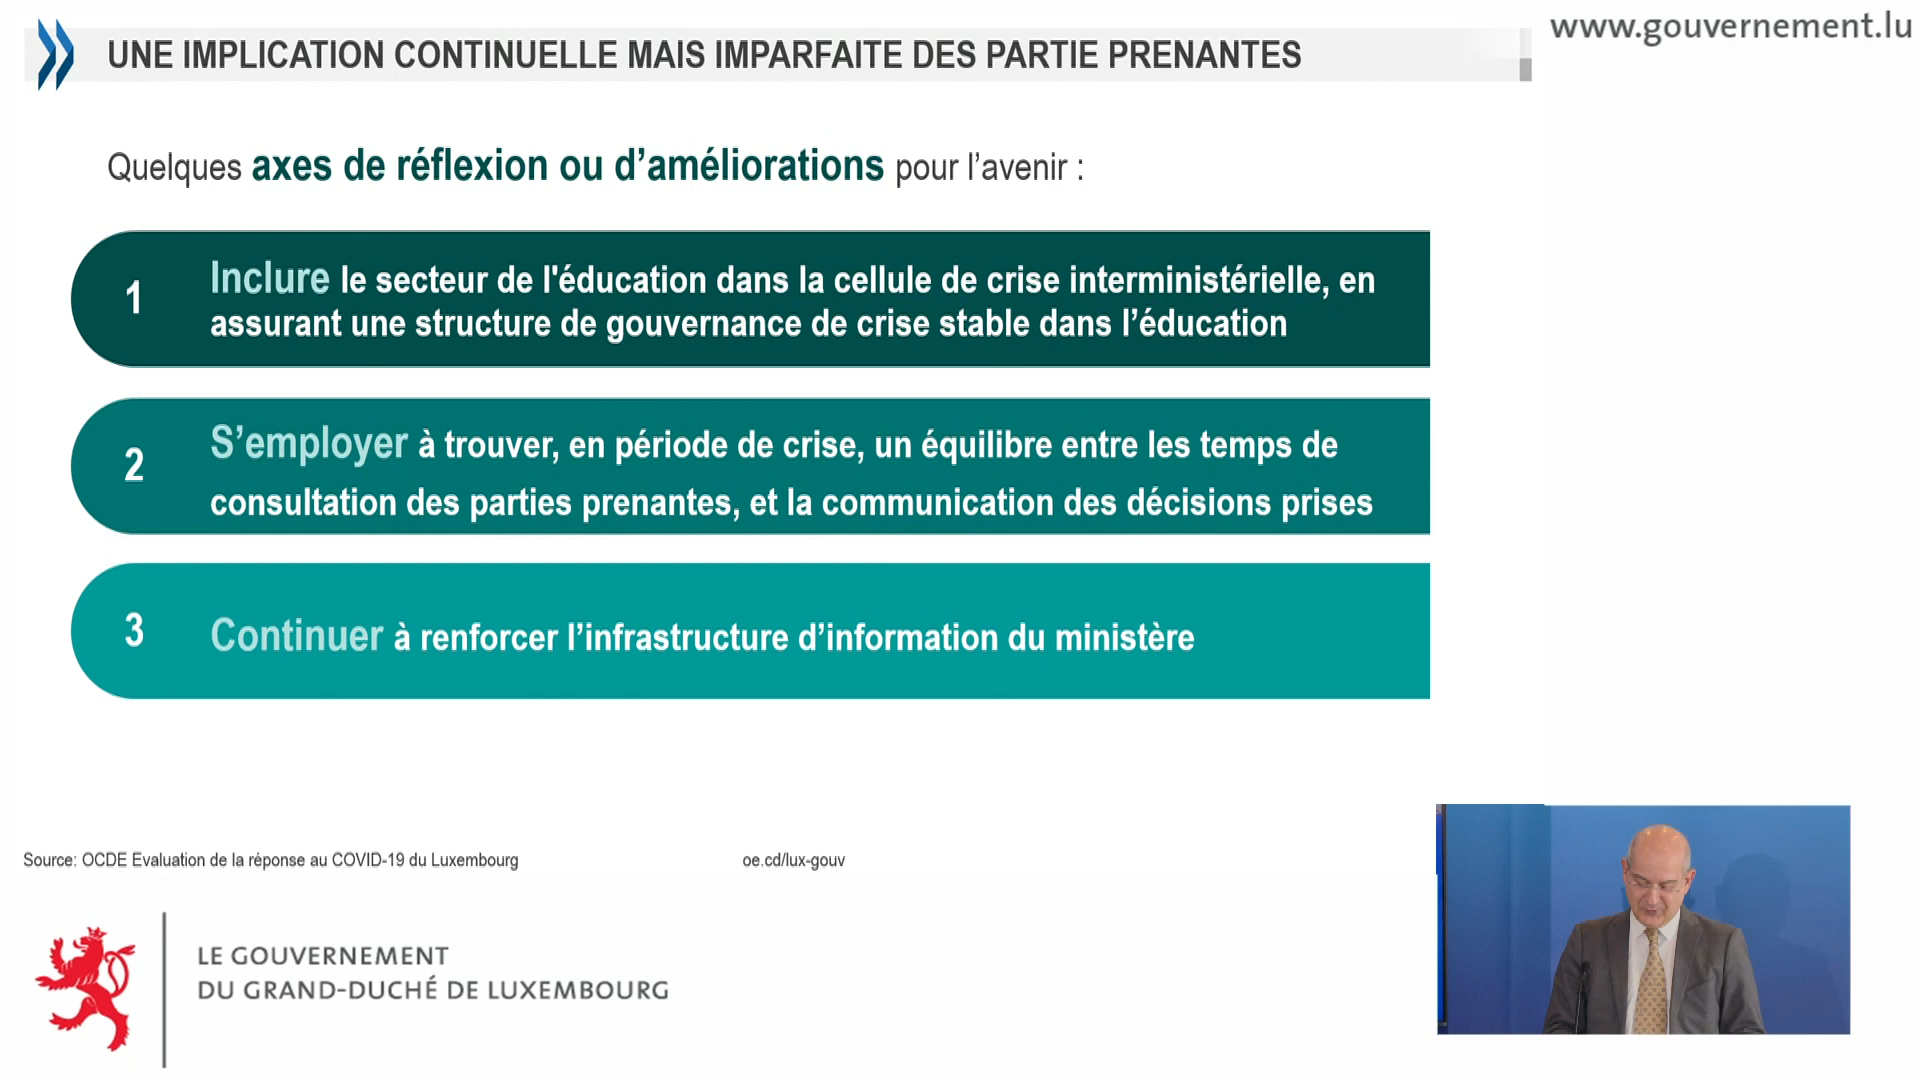 www.gouvernement.lu
UNE IMPLICATION CONTINUELLE MAIS IMPARFAITE DES PARTIE PRENANTES
Quelques axes de réflexion ou d’améliorations pour l’avenir :
1
Inclure le secteur de l'éducation dans la cellule de crise interministérielle, en
assurant une structure de gouvernance de crise stable dans l’éducation
2
S’employer à trouver, en période de crise, un équilibre entre les temps de
consultation des parties prenantes, et la communication des décisions prises
3
Continuer à renforcer l’infrastructure d’information du ministère
Source: OCDE Evaluation de la réponse au COVID-19 du Luxembourg
oe.cd/lux-gouv
LE GOUVERNEMENT
DU GRAND-DUCHÉ DE LUXEMBOURG